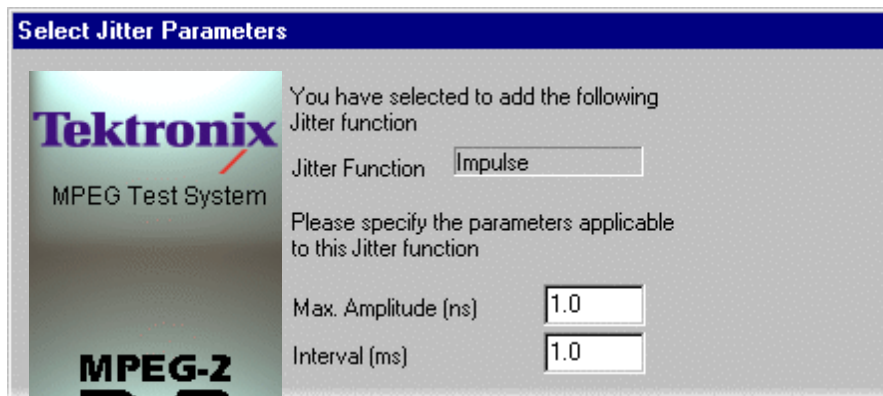 Select Jitter Parameters
Tektronix
MPEG Test System
MPEG-2
You have selected to add the following
Jitter function
Jitter Function Impulse
Please specify the parameters applicable
to this Jitter function
Max. Amplitude (ns) 1.0
Interval (ms) 1.0